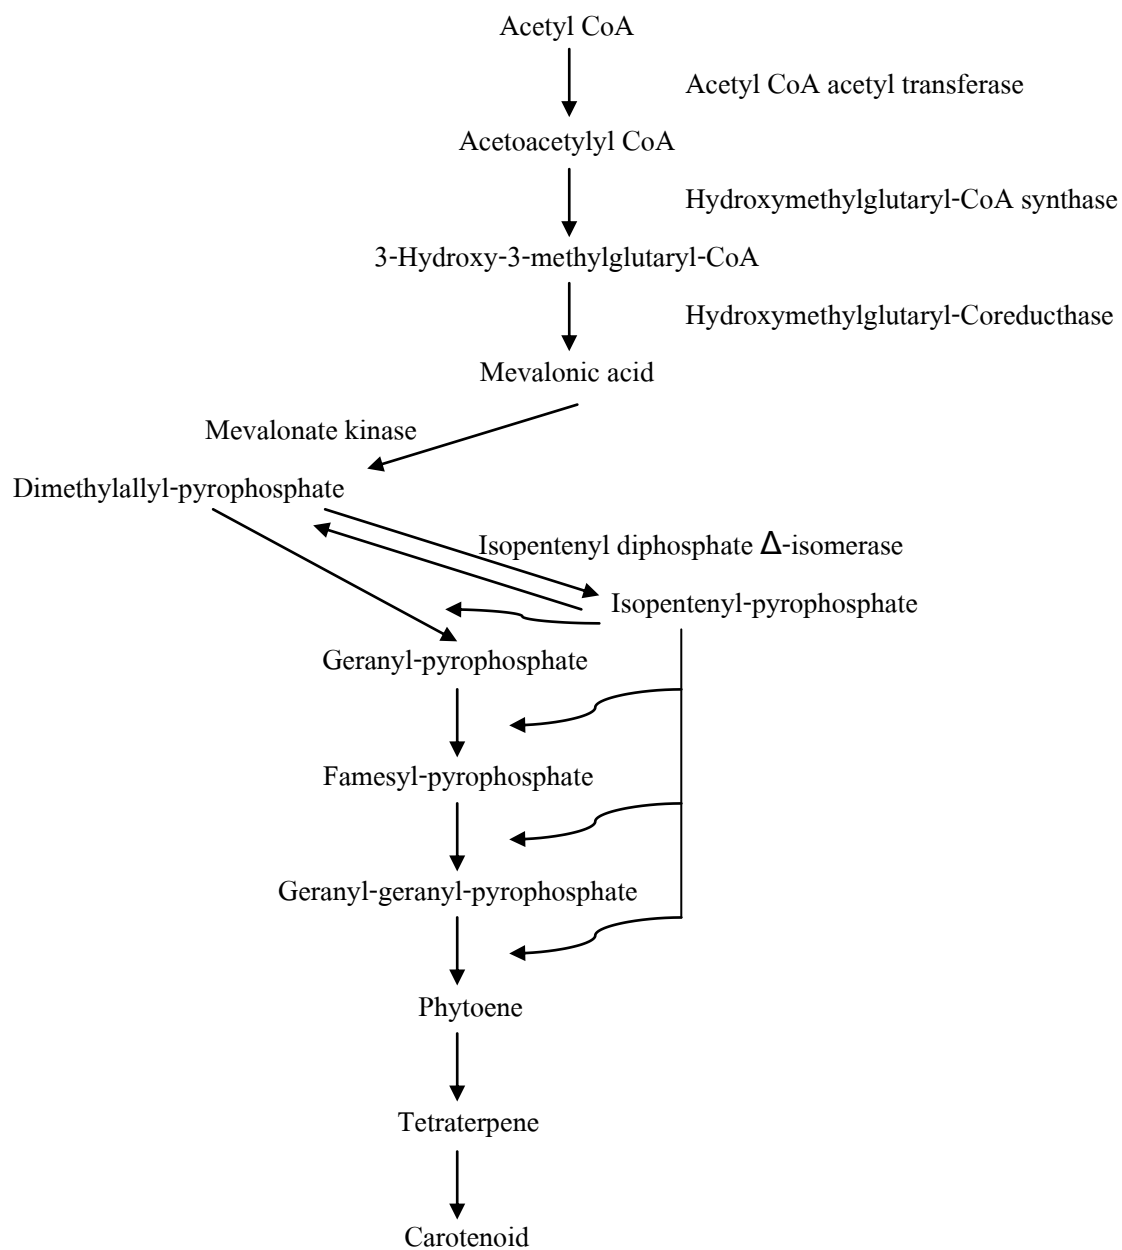 Acetyl CoA
Acetyl CoA acetyl transferase
Acetoacetylyl CoA
Hydroxymethylglutaryl-CoA synthase
3-Hydroxy-3-methylglutaryl-CoA
Hydroxymethylglutaryl-Coreducthase
Mevalonic acid
Mevalonate kinase
Dimethylallyl-pyrophosphate
Isopentenyl diphosphate Δ-isomerase
Isopentenyl-pyrophosphate
Geranyl-pyrophosphate
Famesyl-pyrophosphate
Geranyl-geranyl-pyrophosphate
Phytoene
Tetraterpene
Carotenoid